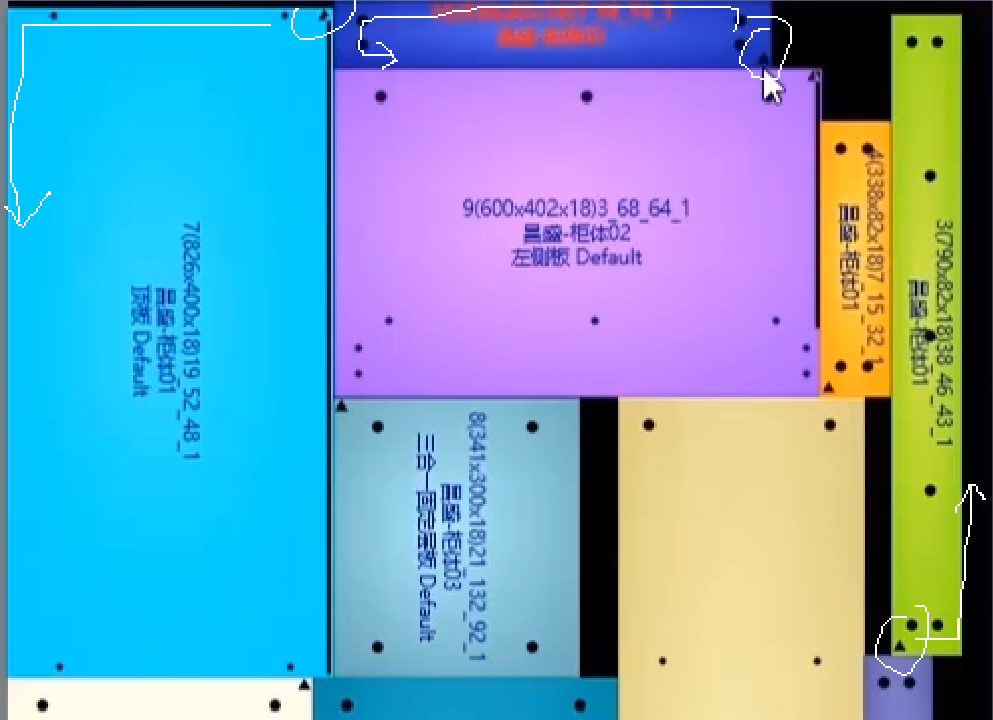 7(826x400x18)19_52_48_1
昌盛-柜体01
顶板 Default
9(600x402x18)3_68_64_1
昌盛-柜体02
左侧板 Default
4(338x82x18)7_15_32_1
昌盛-柜体01
3(790x82x18)38_46_43_1
昌盛-柜体01
8(341x300x18)21_132_92_1
昌盛-柜体03
三合一固定层板 Default